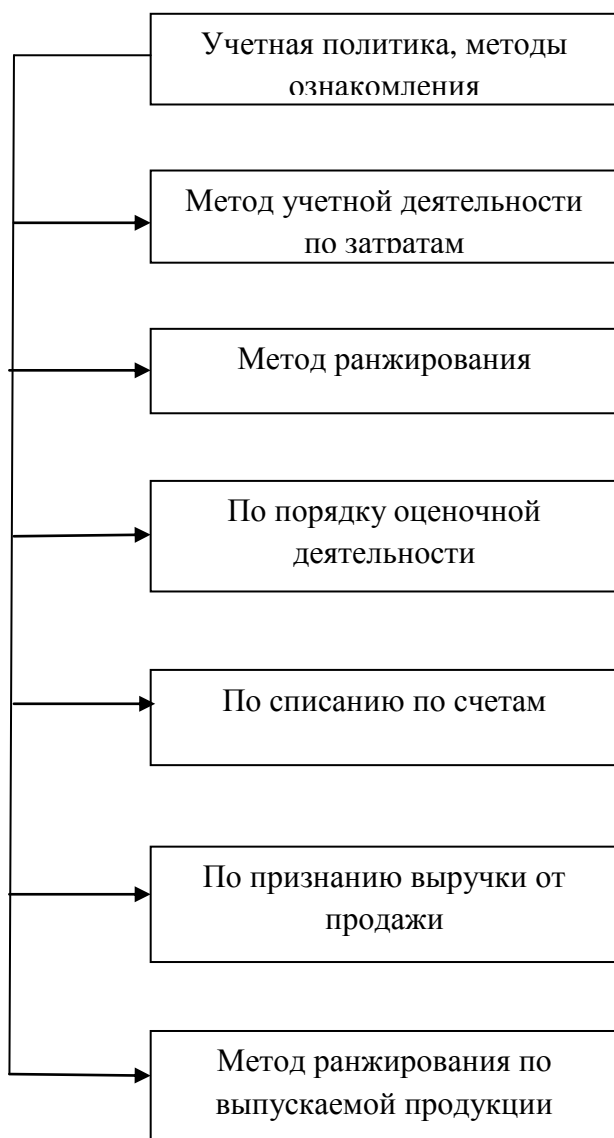 Учетная политика, методы
ознакомления
Метод учетной деятельности
по затратам
Метод ранжирования
По порядку оценочной
деятельности
По списанию по счетам
По признанию выручки от
продажи
Метод ранжирования по
выпускаемой продукции